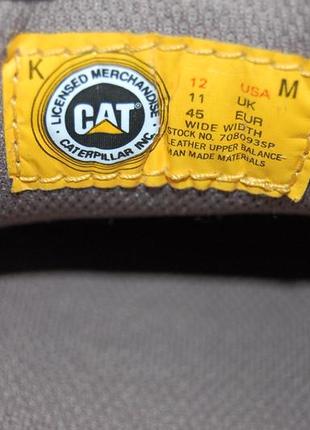 K
LICENSED MERCHANDISE
CAT
CATERPILLAR INC.
12 USA
11 UK
45 EUR
WIDE WIDTH
STOCK NO. 708093SP
LEATHER UPPER BALANCE-
MAN MADE MATERIALS
M